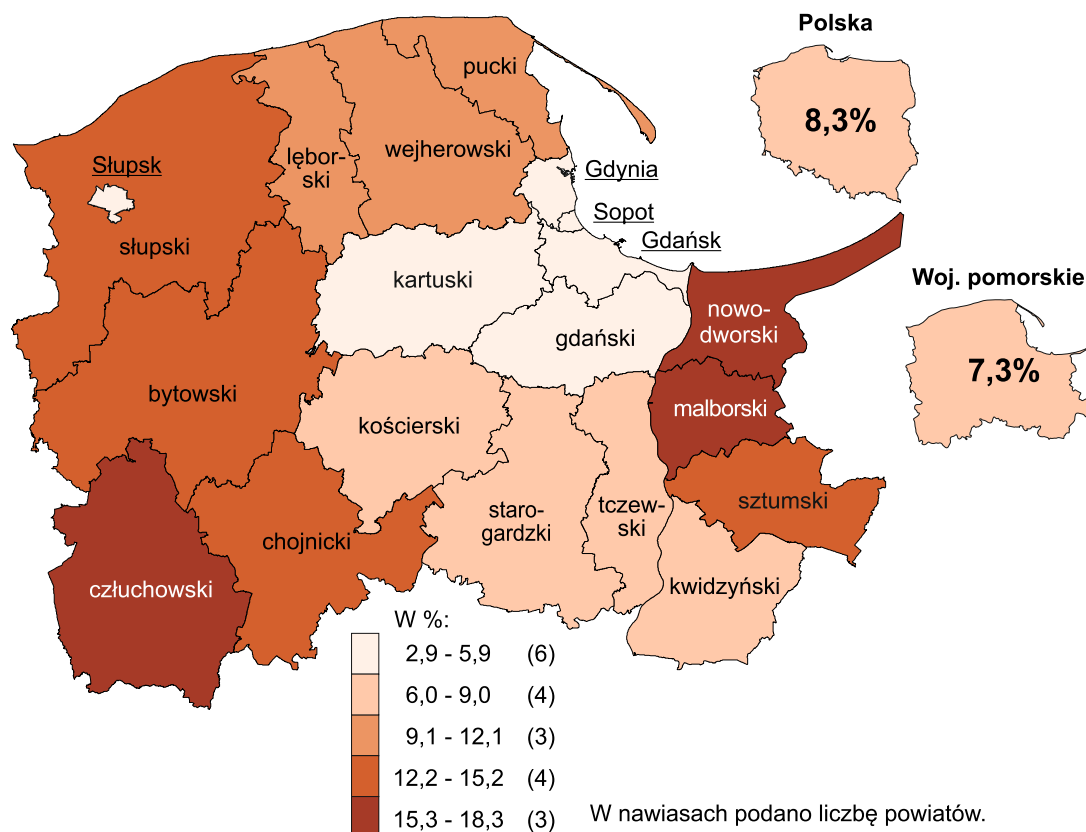 Polska
8,3%
pucki
lębor-
ski
wejherowski
Słupsk
Gdynia
Sopot
Gdańsk
słupski
kartuski
gdański
nowo-
dworski
Woj. pomorskie
7,3%
bytowski
kościerski
malborski
staro-
gardzki
tczew-
ski
sztumski
chojnicki
człuchowski
kwidzyński
W %:
2,9 - 5,9 (6)
6,0 - 9,0 (4)
9,1 - 12,1 (3)
12,2 - 15,2 (4)
15,3 - 18,3 (3)
W nawiasach podano liczbę powiatów.